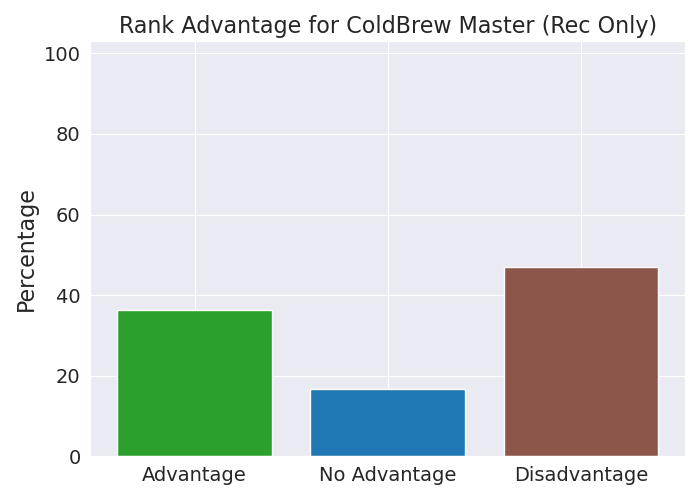 Rank Advantage for ColdBrew Master (Rec Only)
100
80
60
40
20
0
Percentage
Advantage
No Advantage
Disadvantage